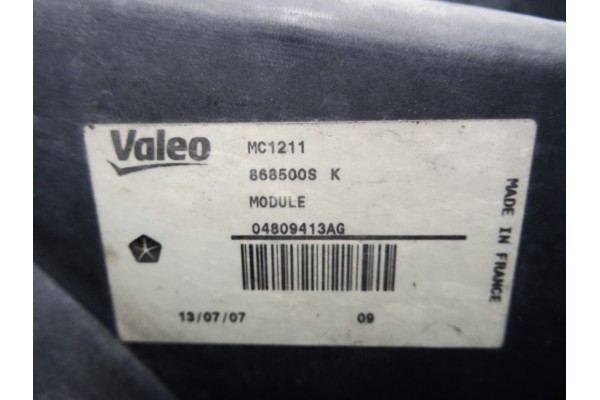 Valeo
MC1211
868500S K
MODULE
04809413AG
13/07/07 09
MADE IN FRANCE